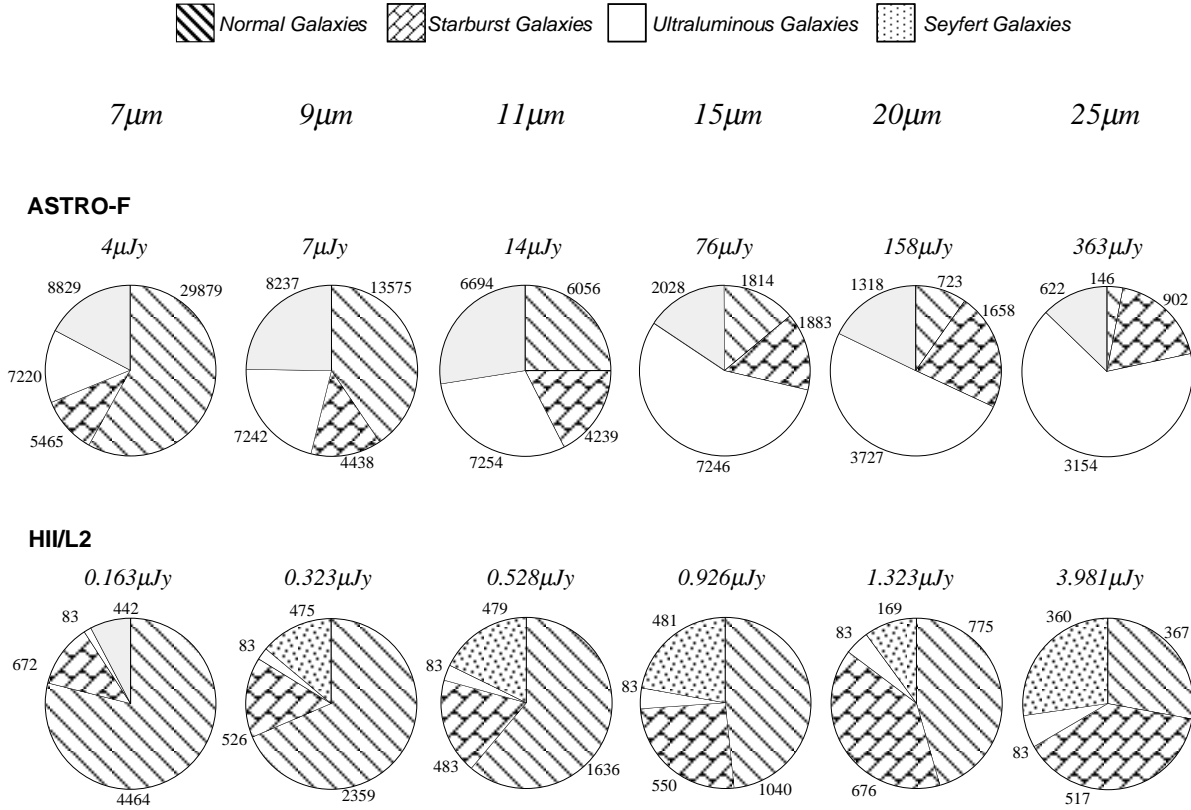 Normal Galaxies Starburst Galaxies Ultraluminous Galaxies Seyfert Galaxies
7μm 9μm 11μm 15μm 20μm 25μm
ASTRO-F
4μJy 7μJy 14μJy 76μJy 158μJy 363μJy
8829 29879 7220 5465
8237 13575 7242 4438
6694 6056 7254 4239
2028 1814 1883 7246
1318 723 1658 3727
622 146 902 3154
HII/L2
0.163μJy 0.323μJy 0.528μJy 0.926μJy 1.323μJy 3.981μJy
83 442 672 4464
475 83 526 2359
479 83 483 1636
481 83 550 1040
169 83 775 676
360 367 83 517